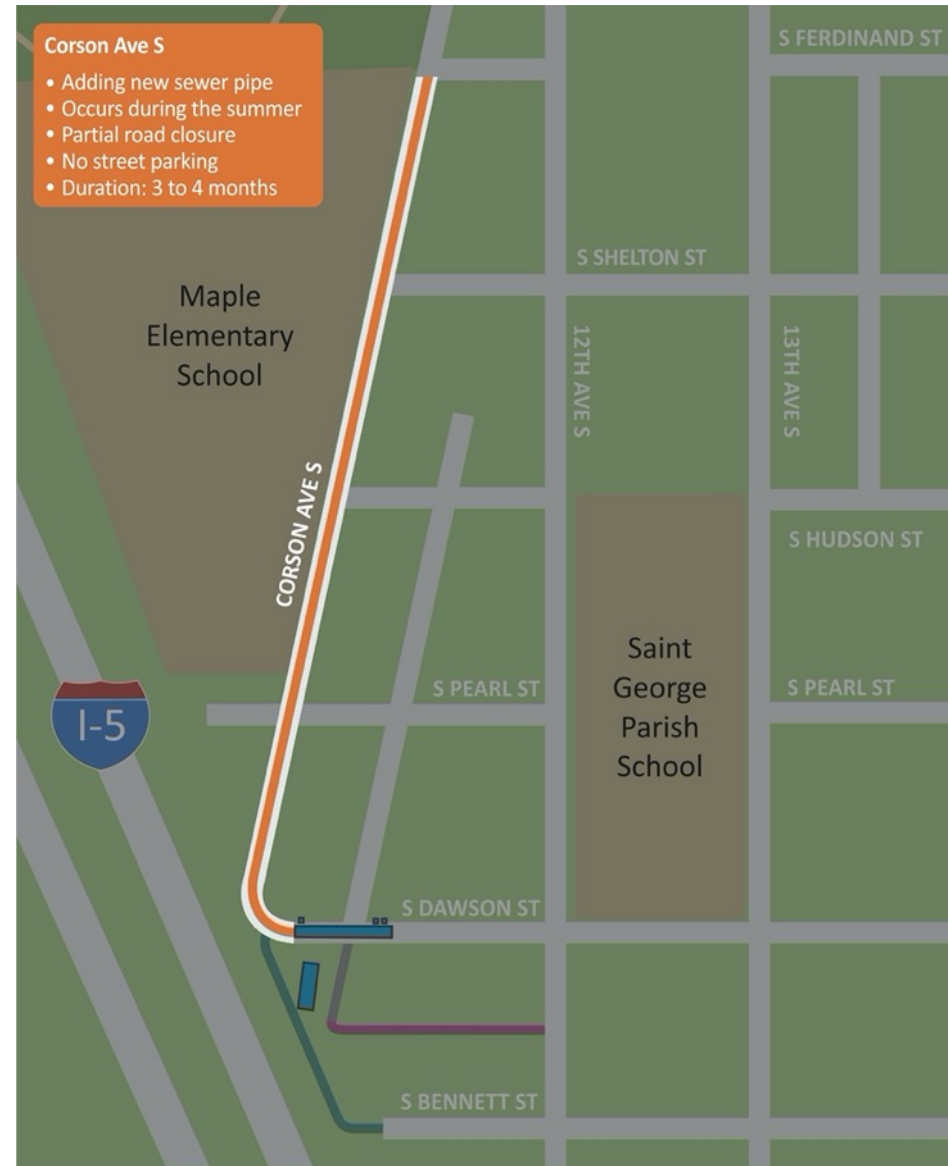 Corson Ave S
• Adding new sewer pipe
• Occurs during the summer
• Partial road closure
• No street parking
• Duration: 3 to 4 months
S FERDINAND ST
S SHELTON ST
Maple
Elementary
School
12TH AVE S
13TH AVE S
CORSON AVE S
S HUDSON ST
Saint
George
Parish
School
S PEARL ST
S PEARL ST
I-5
S DAWSON ST
S BENNETT ST